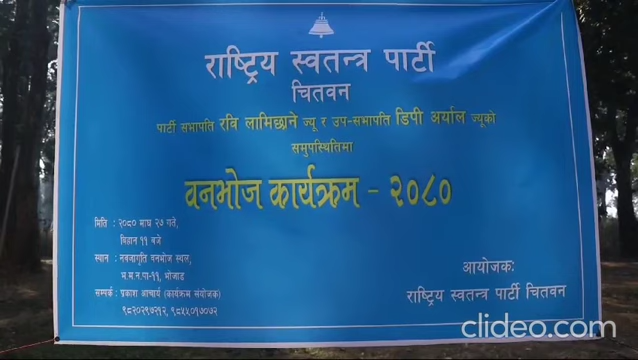 राष्ट्रिय स्वतन्त्र पार्टी
चितवन
पार्टी सभापति रवि लामिछाने ज्यू र उप-सभापति डिपी अर्याल ज्यूको
समुपस्थितिमा
वनभोज कार्यक्रम - २०८०
मिति : २०८० माघ २७ गते,
विहान ११ बजे
स्थान : नवजागृति वनभोज स्थल,
भ.म.न.पा-११, भोजाड
सम्पर्क : प्रकाश आचार्य (कार्यक्रम संयोजक)
आयोजकः
राष्ट्रिय स्वतन्त्र पार्टी चितवन
clideo.com